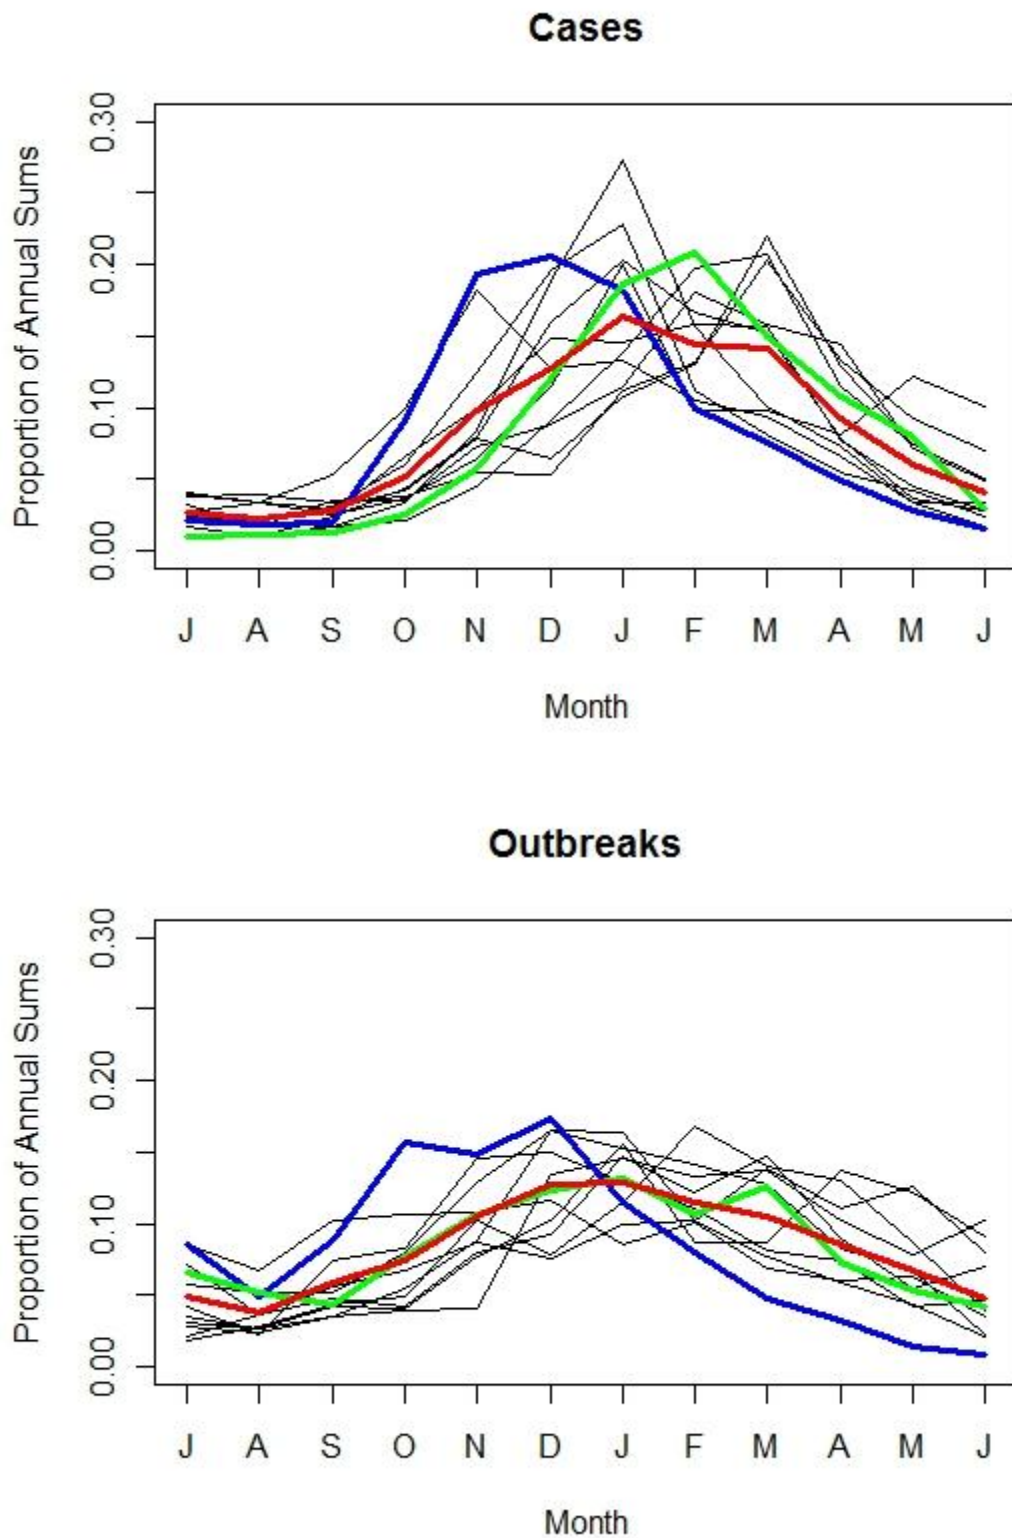 Cases
Proportion of Annual Sums
0.30
0.20
0.10
0.00
J A S O N D J F M A M J
Month
Outbreaks
Proportion of Annual Sums
0.30
0.20
0.10
0.00
J A S O N D J F M A M J
Month